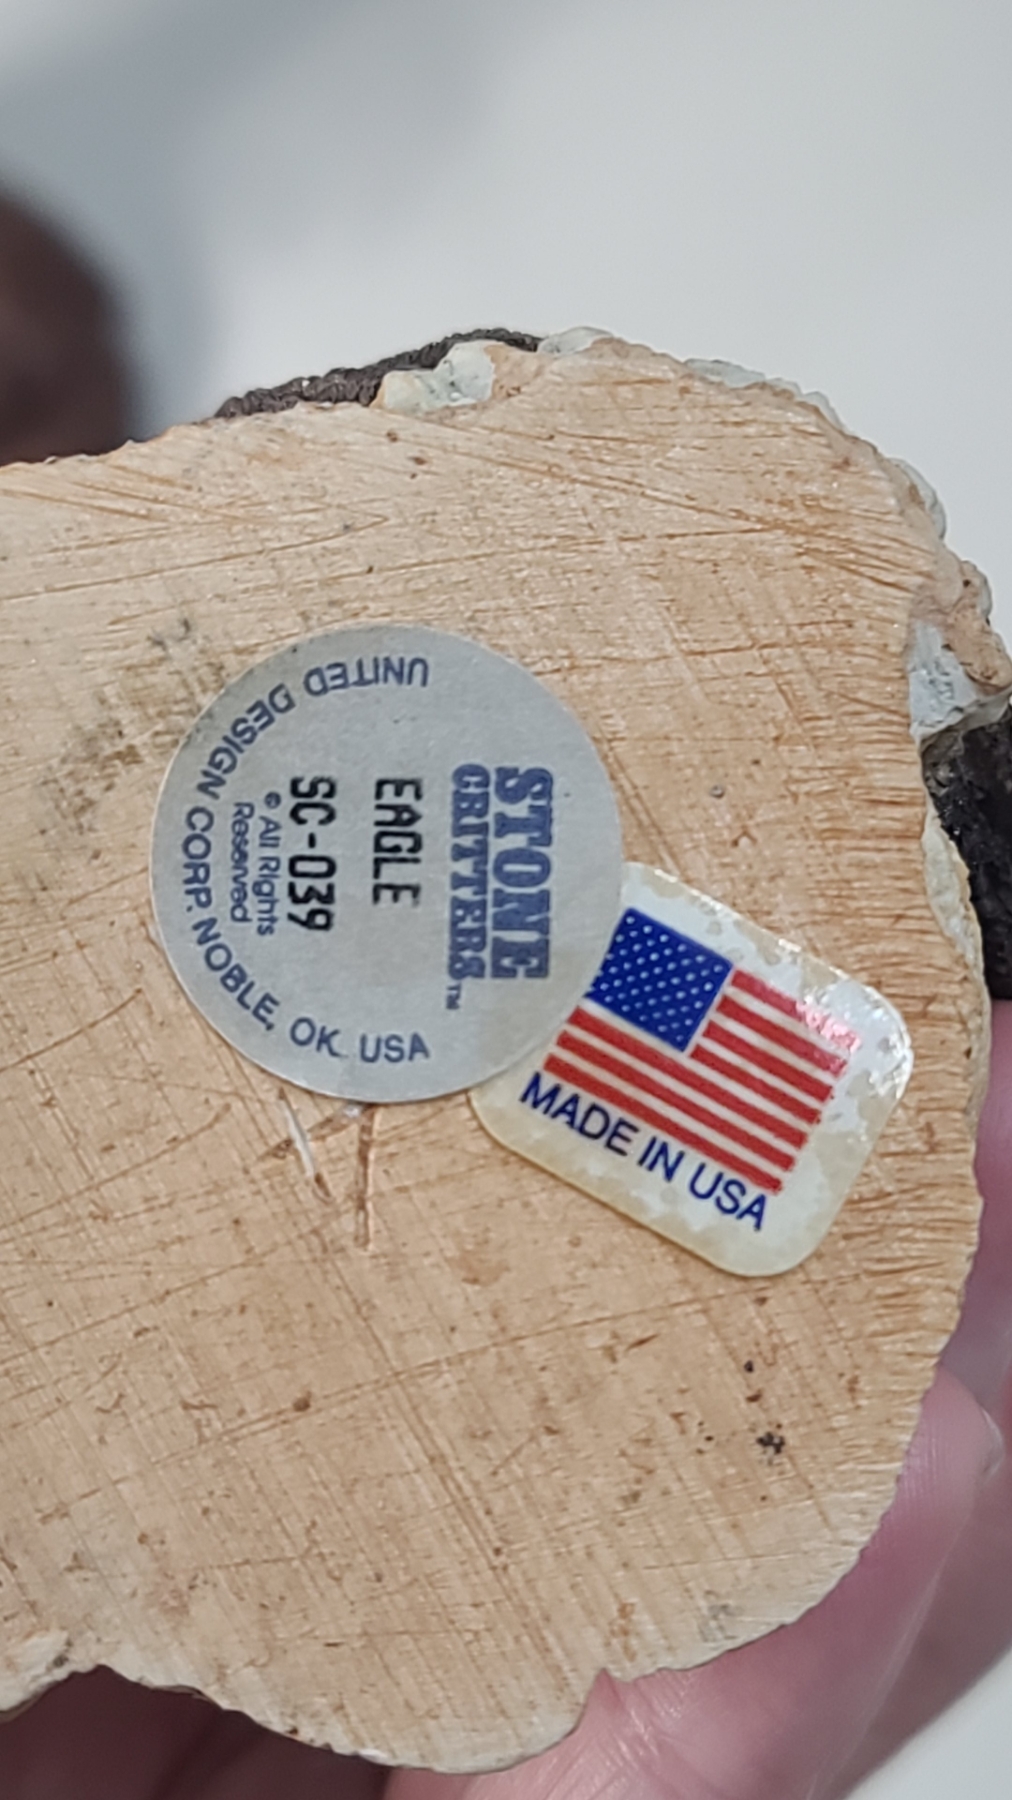 STONE
CRITTERS™
EAGLE
SC-039
© All Rights
Reserved
UNITED DESIGN CORP. NOBLE, OK USA
MADE IN USA